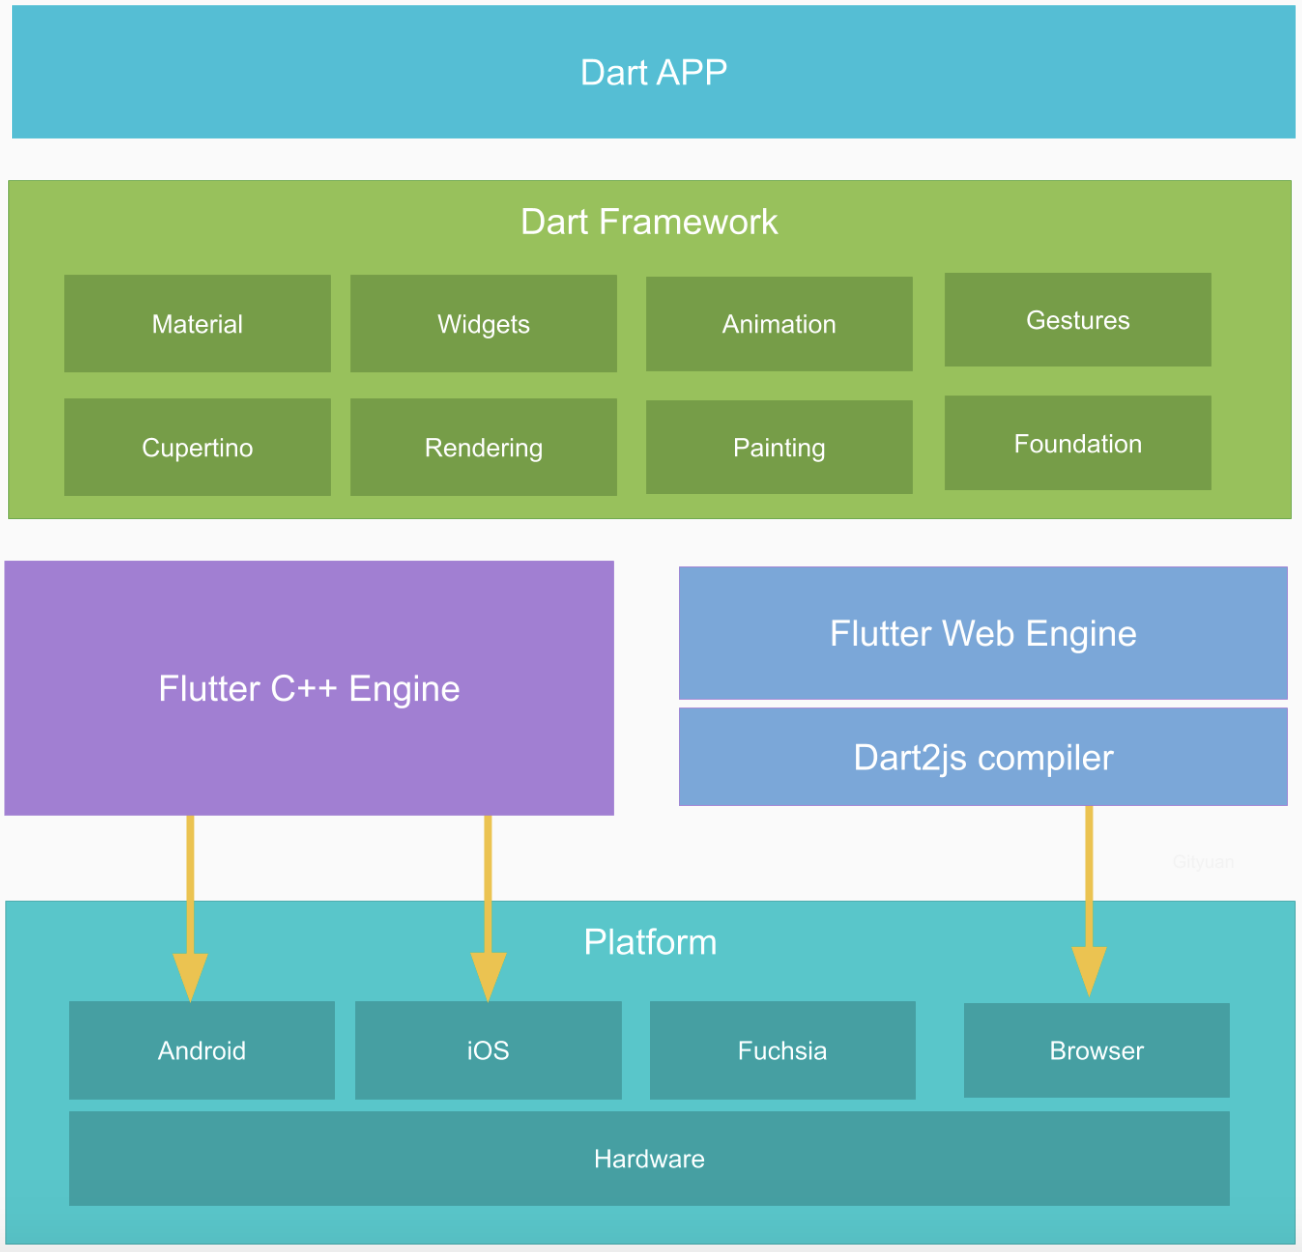 Dart APP
Dart Framework
Material
Widgets
Animation
Gestures
Cupertino
Rendering
Painting
Foundation
Flutter C++ Engine
Flutter Web Engine
Dart2js compiler
Gityuan
Platform
Android
iOS
Fuchsia
Browser
Hardware